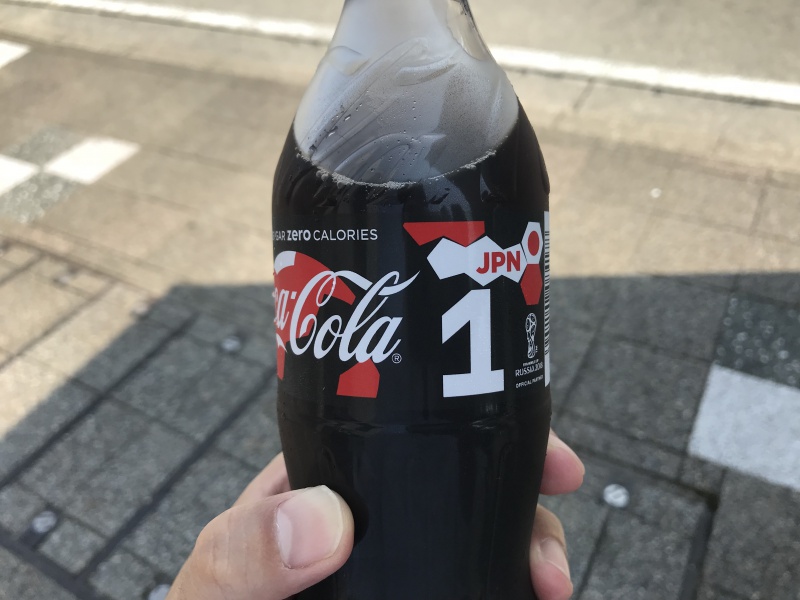 zero CALORIES
Coca-Cola®
JPN
1
RUSSIA 2018
OFFICIAL PARTNER